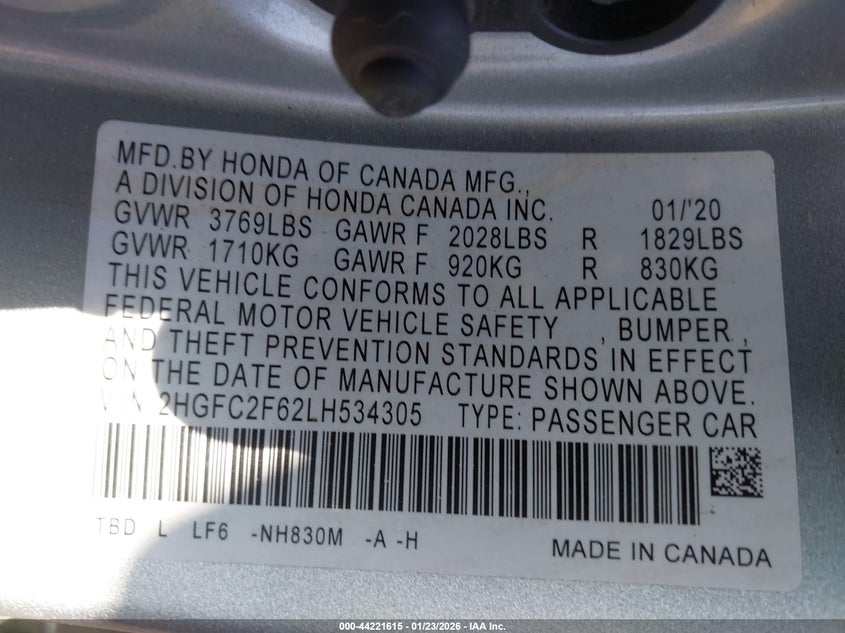 MFD.BY HONDA OF CANADA MFG.,
A DIVISION OF HONDA CANADA INC. 01/'20
GVWR 3769LBS GAWR F 2028LBS R 1829LBS
GVWR 1710KG GAWR F 920KG R 830KG
THIS VEHICLE CONFORMS TO ALL APPLICABLE
FEDERAL MOTOR VEHICLE SAFETY , BUMPER ,
AND THEFT PREVENTION STANDARDS IN EFFECT
ON THE DATE OF MANUFACTURE SHOWN ABOVE.
VIN 2HGFC2F62LH534305 TYPE: PASSENGER CAR
TBD L LF6 -NH830M -A -H MADE IN CANADA
000-44221615 - 01/23/2026 - IAA Inc.